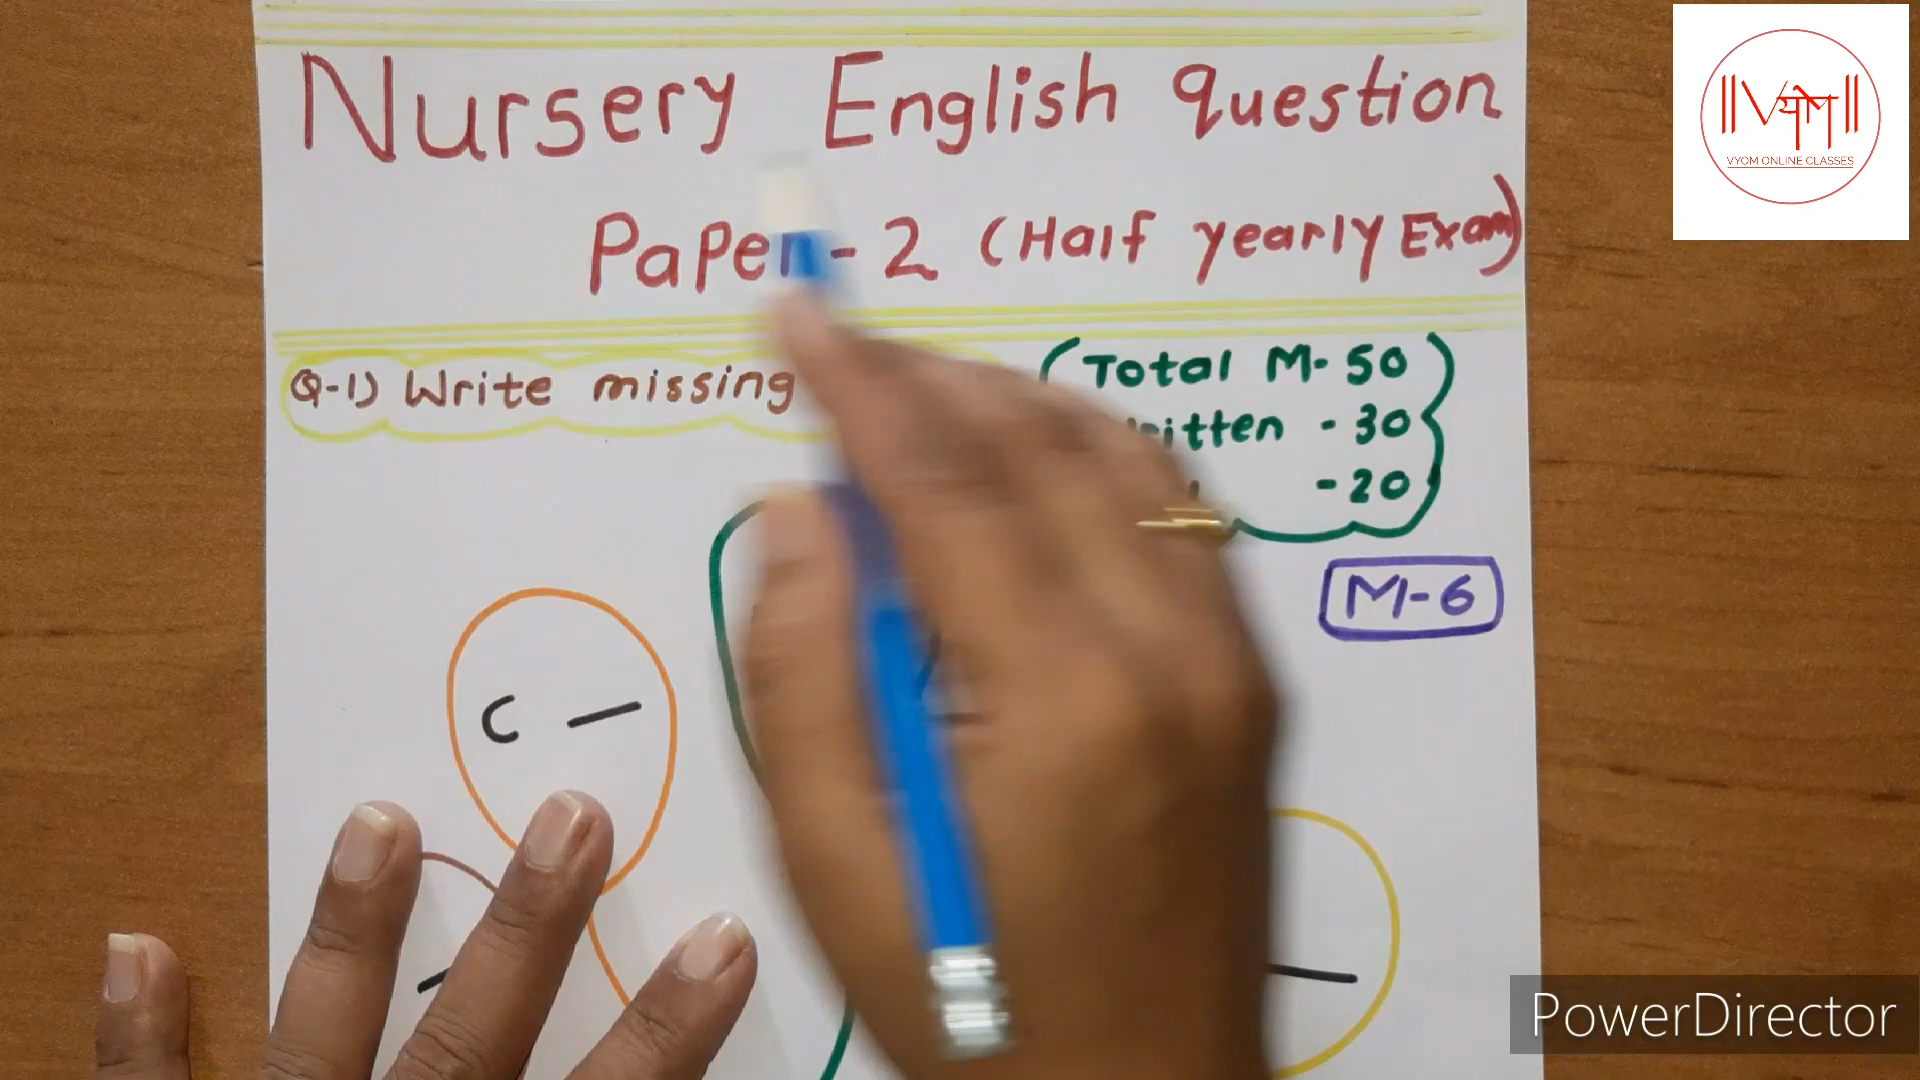 Nursery English question
Paper - 2 (Half yearly Exam)
Q-1) Write missing
(Total M- 50
- 30
- 20
M-6
C —
||Vयोम||
VYOM ONLINE CLASSES
PowerDirector